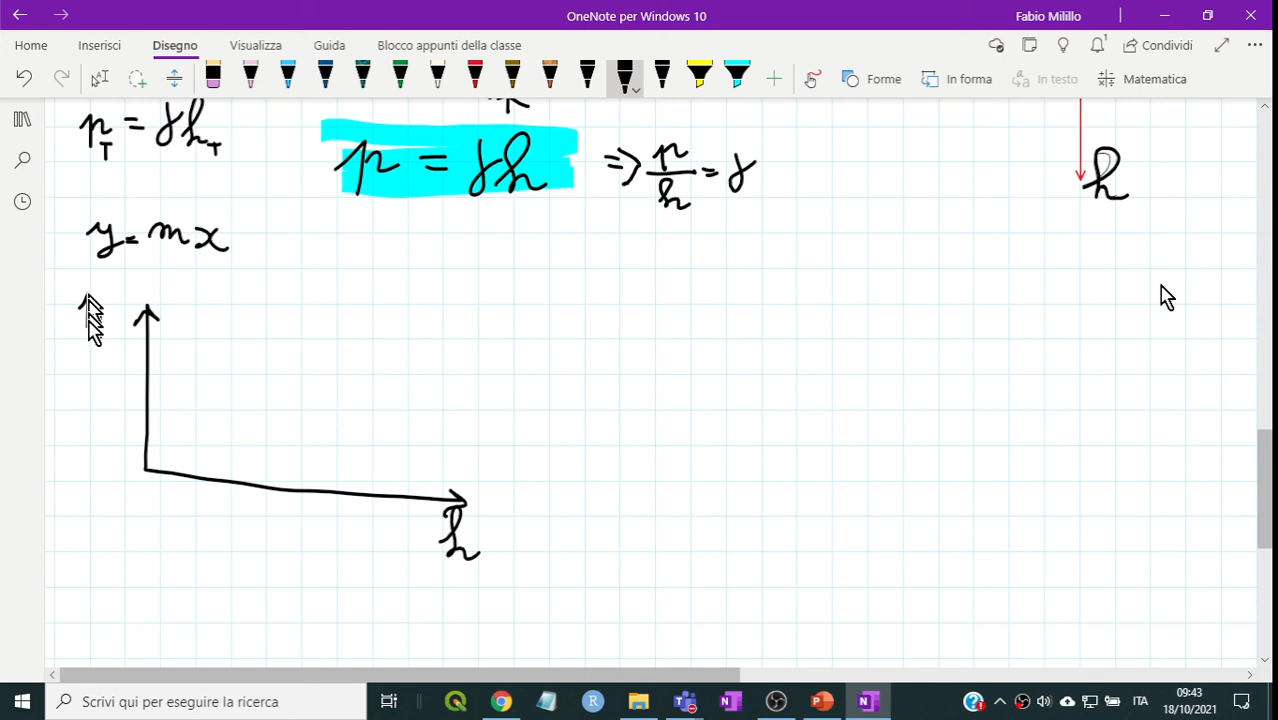 OneNote per Windows 10
Fabio Milillo
Home Inserisci Disegno Visualizza Guida Blocco appunti della classe Condividi
Forme In forma In testo Matematica
p_T = γh_T
p = γh ⇒ p/h = γ
h
y = mx
h
Scrivi qui per eseguire la ricerca
ITA
09:43
18/10/2021